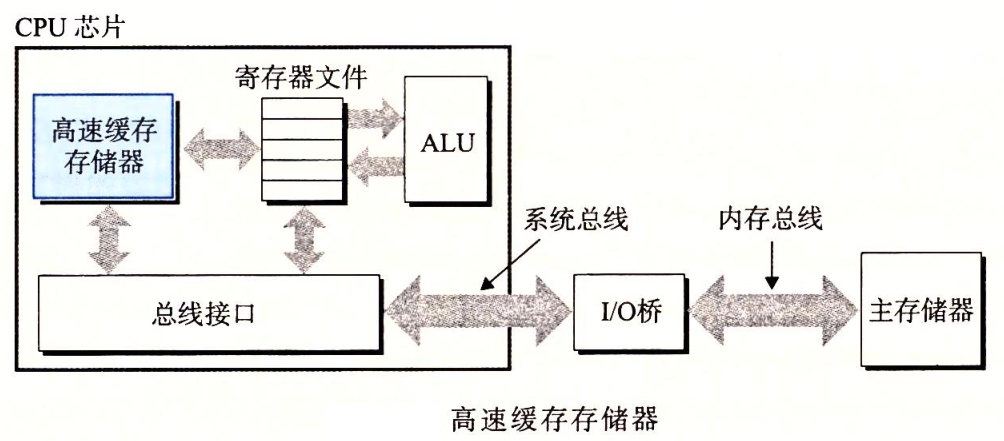 CPU 芯片
寄存器文件
高速缓存
存储器
ALU
系统总线
内存总线
总线接口
I/O桥
主存储器
高速缓存存储器